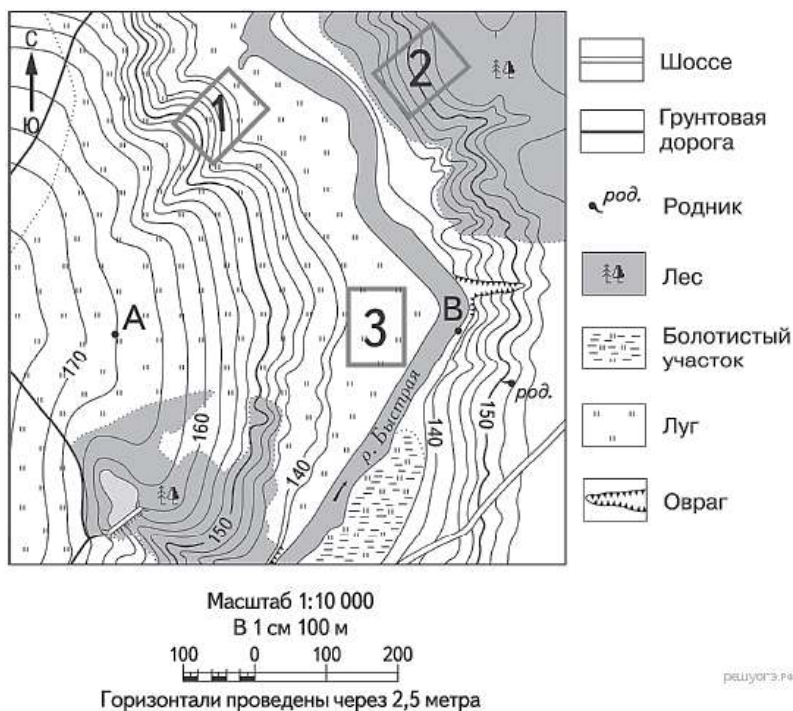 С
Ю
1
2
3
А
В
170
160
150
140
140
150
род.
р. Быстрая
Шоссе
Грунтовая
дорога
род.
Родник
Лес
Болотистый
участок
Луг
Овраг
Масштаб 1:10 000
В 1 см 100 м
100 0 100 200
Горизонтали проведены через 2,5 метра
решуогэ.рф